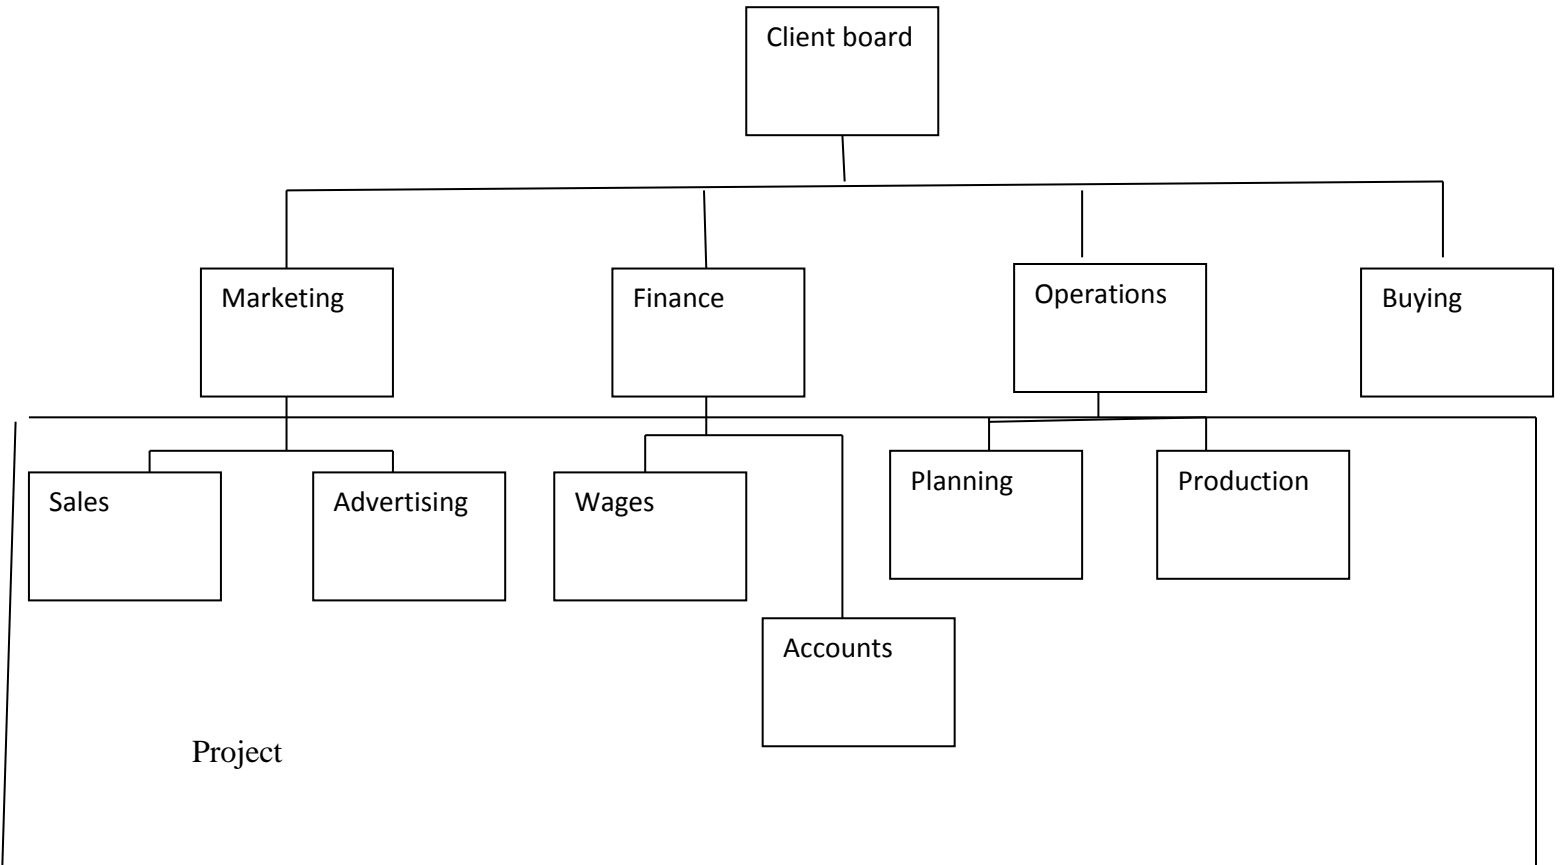 Client board
Marketing
Finance
Operations
Buying
Sales
Advertising
Wages
Planning
Production
Accounts
Project